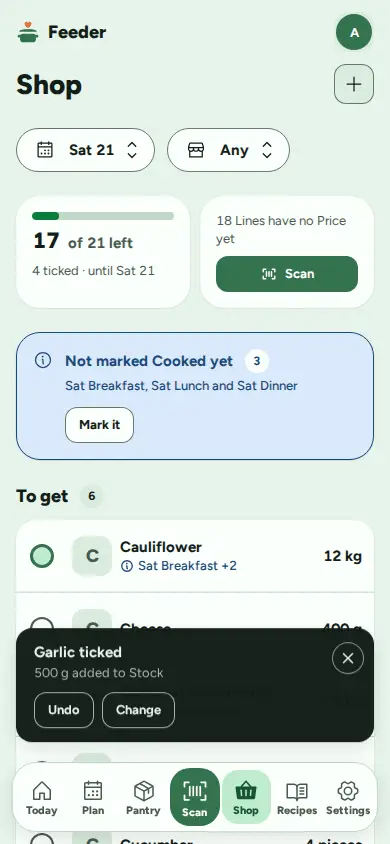 Feeder
A
Shop
Sat 21
Any
17 of 21 left
4 ticked · until Sat 21
18 Lines have no Price
yet
Scan
Not marked Cooked yet 3
Sat Breakfast, Sat Lunch and Sat Dinner
Mark it
To get 6
C
Cauliflower
12 kg
Sat Breakfast +2
C
Cheese
400 g
Garlic ticked
500 g added to Stock
Undo
Change
Today
Plan
Pantry
Scan
Shop
Recipes
Settings
C
Cucumber
4 pieces